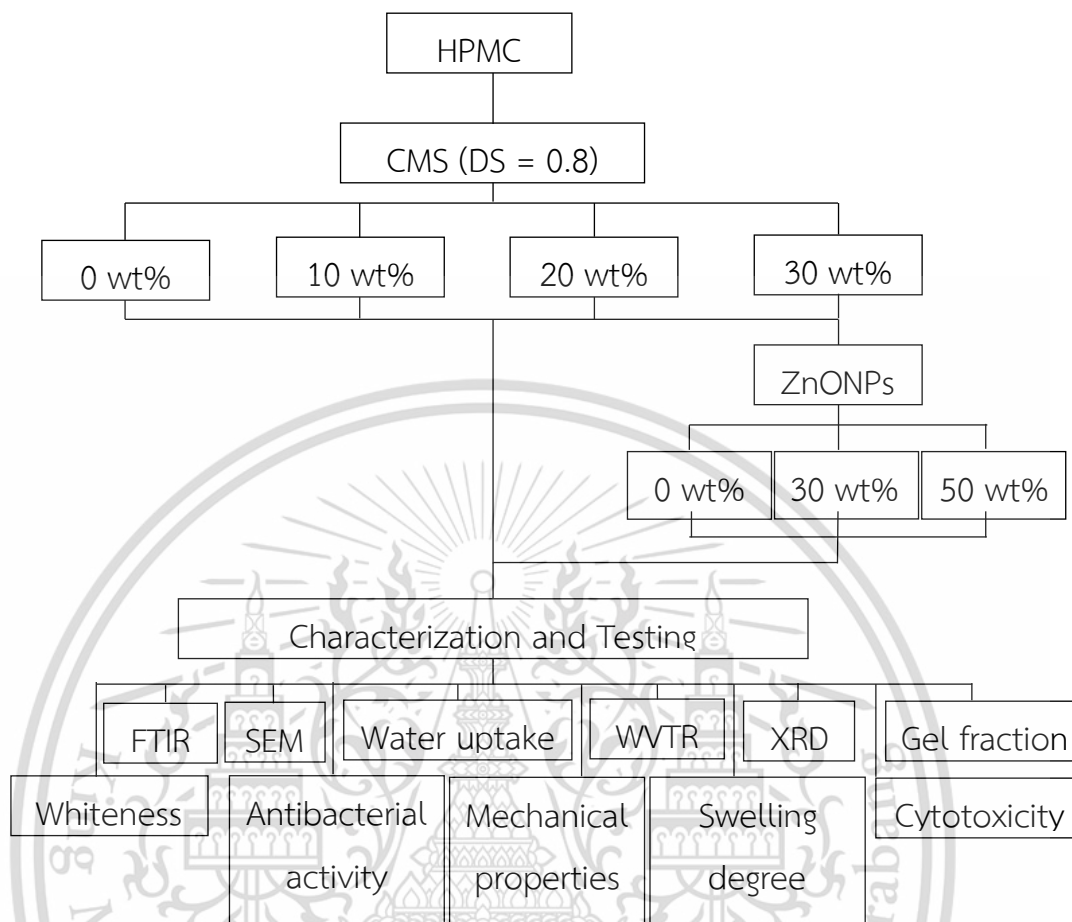 HPMC
CMS (DS = 0.8)
0 wt%
10 wt%
20 wt%
30 wt%
ZnONPs
0 wt%
30 wt%
50 wt%
Characterization and Testing
FTIR
SEM
Water uptake
WVTR
XRD
Gel fraction
Whiteness
Antibacterial
activity
Mechanical
properties
Swelling
degree
Cytotoxicity